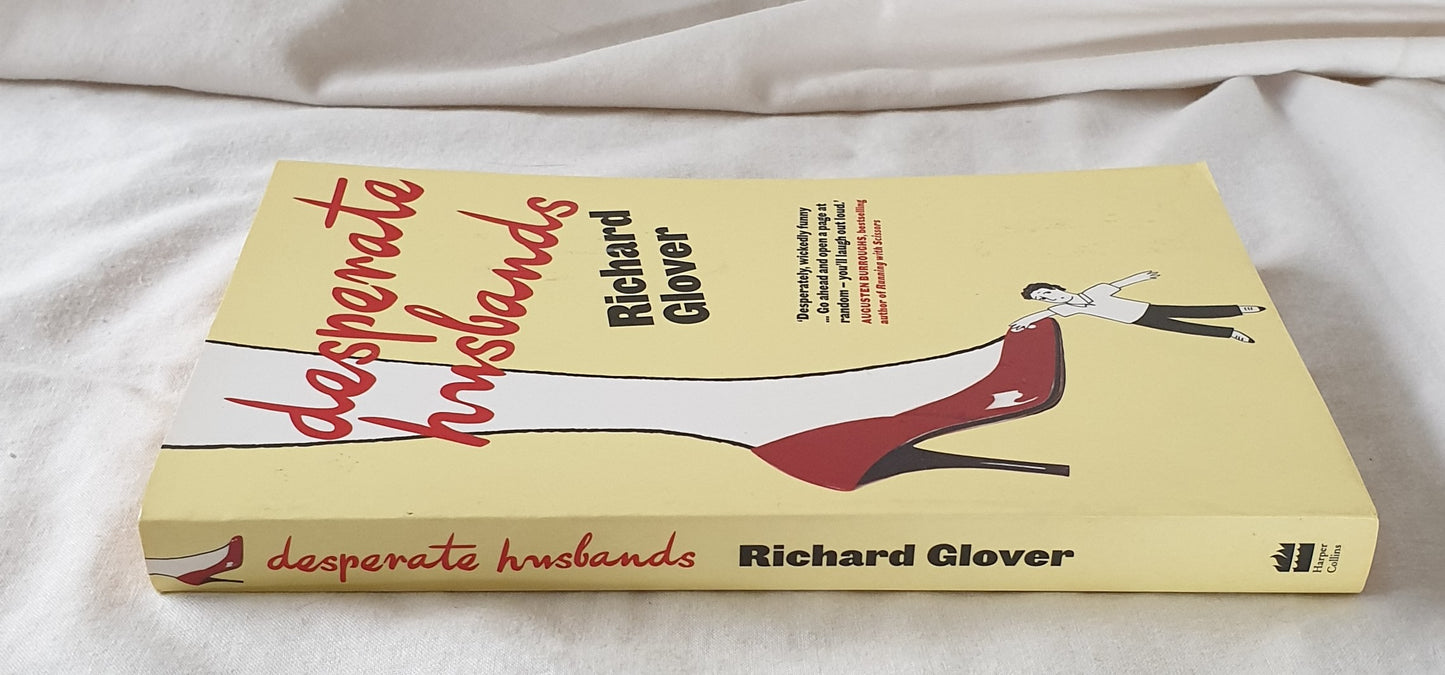 desperate
husbands
Richard
Glover
'Desperately, wickedly funny
... Go ahead and open a page at
random – you'll laugh out loud.'
AUGUSTEN BURROUGHS, bestselling
author of Running with Scissors
desperate husbands Richard Glover
Harper
Collins